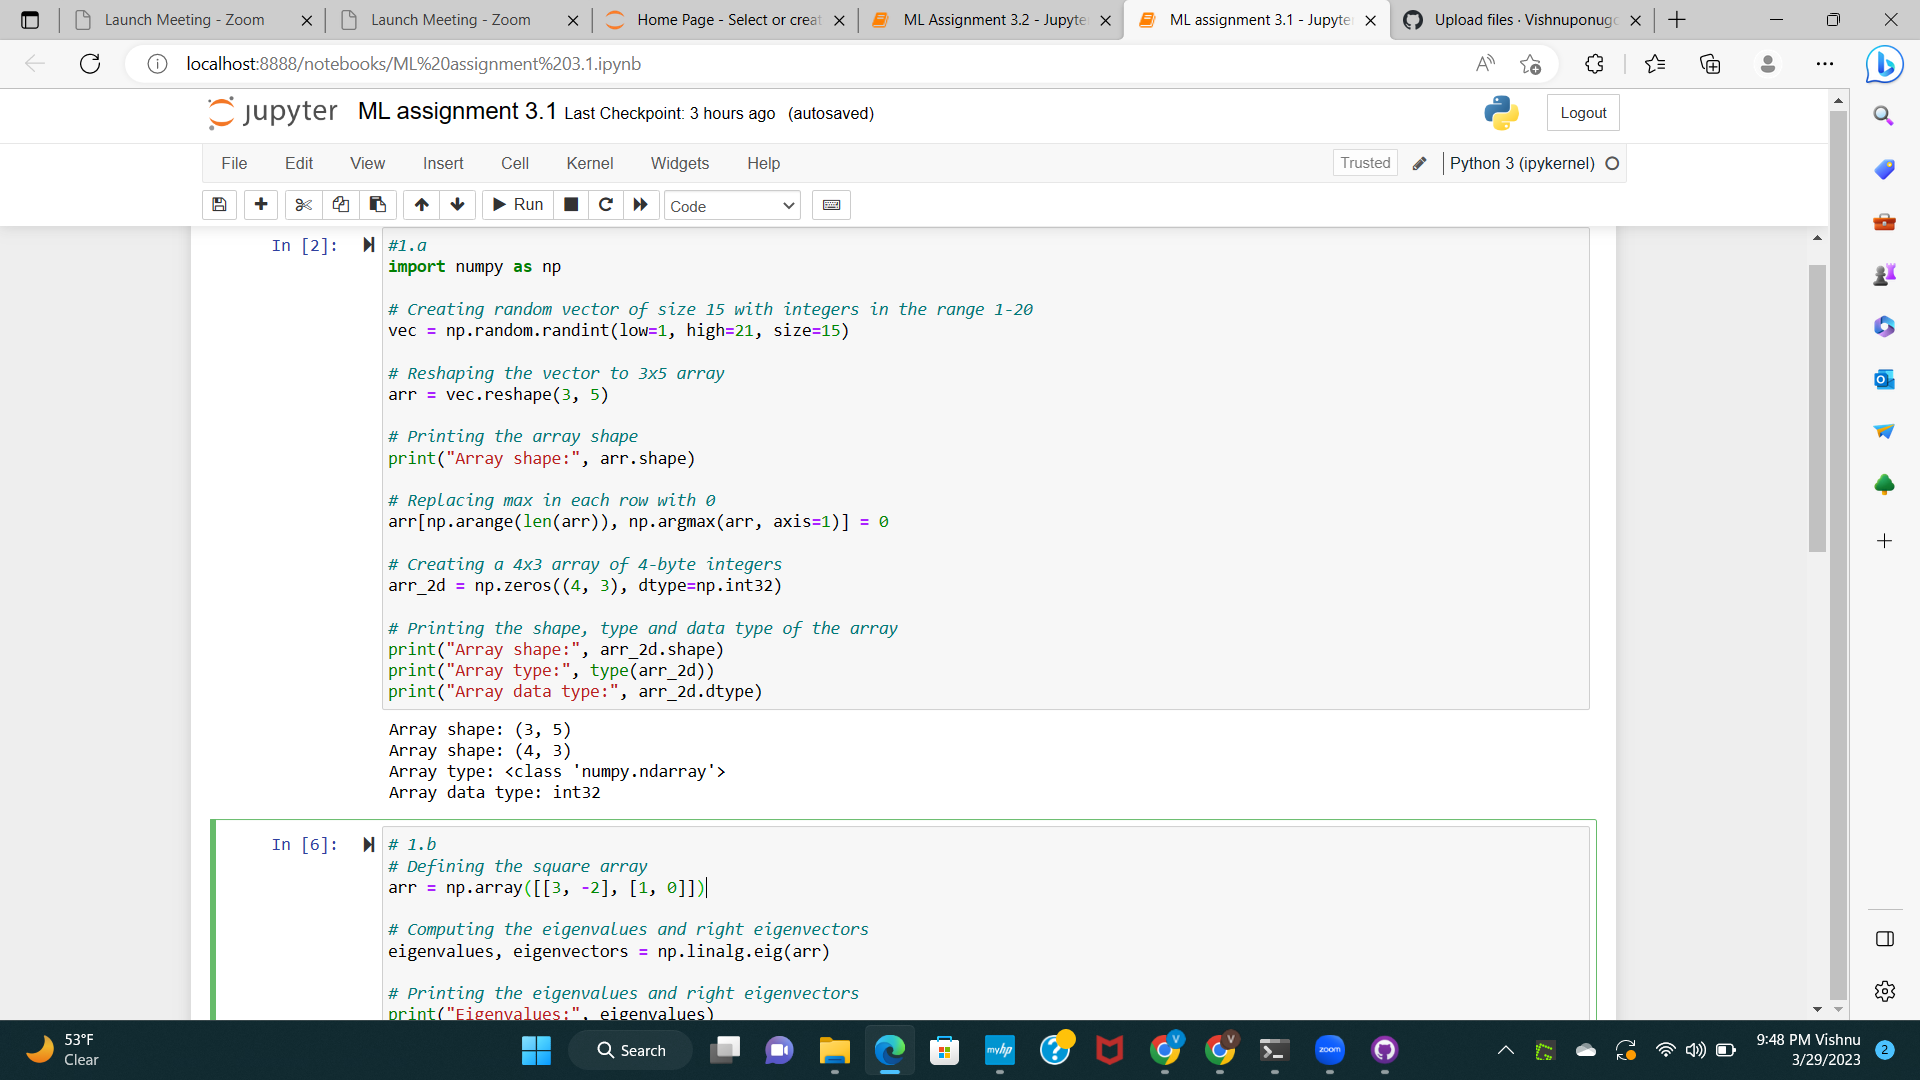 Launch Meeting - Zoom
Launch Meeting - Zoom
Home Page - Select or creat
ML Assignment 3.2 - Jupyte
ML assignment 3.1 - Jupyte
Upload files · Vishnuponug
localhost:8888/notebooks/ML%20assignment%203.1.ipynb
jupyter ML assignment 3.1 Last Checkpoint: 3 hours ago (autosaved)
Logout
File Edit View Insert Cell Kernel Widgets Help
Trusted Python 3 (ipykernel)
Run Code
In [2]:
#1.a
import numpy as np
# Creating random vector of size 15 with integers in the range 1-20
vec = np.random.randint(low=1, high=21, size=15)
# Reshaping the vector to 3x5 array
arr = vec.reshape(3, 5)
# Printing the array shape
print("Array shape:", arr.shape)
# Replacing max in each row with 0
arr[np.arange(len(arr)), np.argmax(arr, axis=1)] = 0
# Creating a 4x3 array of 4-byte integers
arr_2d = np.zeros((4, 3), dtype=np.int32)
# Printing the shape, type and data type of the array
print("Array shape:", arr_2d.shape)
print("Array type:", type(arr_2d))
print("Array data type:", arr_2d.dtype)
Array shape: (3, 5)
Array shape: (4, 3)
Array type: <class 'numpy.ndarray'>
Array data type: int32
In [6]:
# 1.b
# Defining the square array
arr = np.array([[3, -2], [1, 0]])
# Computing the eigenvalues and right eigenvectors
eigenvalues, eigenvectors = np.linalg.eig(arr)
# Printing the eigenvalues and right eigenvectors
print("Eigenvalues:", eigenvalues)
53°F
Clear
Search
myhp
V
V
zoom
9:48 PM Vishnu
3/29/2023
2